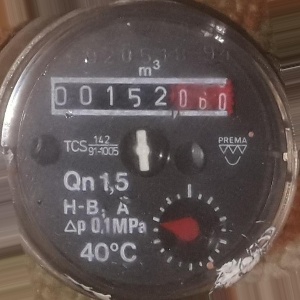 m³
00152060
TCS 142/91-1005
PREMA
Qn 1,5
H-B, A
Δp 0,1MPa
40°C